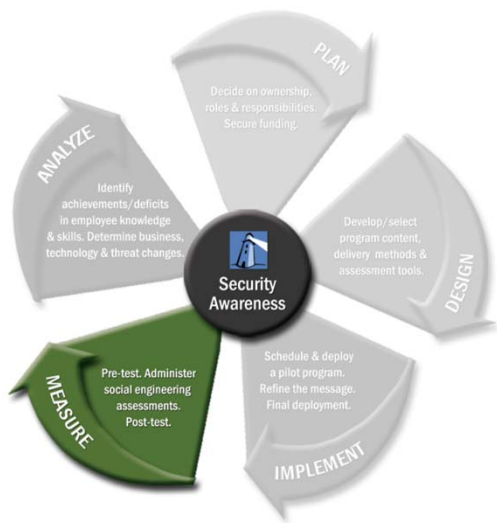 PLAN
Decide on ownership,
roles & responsibilities.
Secure funding.
DESIGN
Develop/select
program content,
delivery methods &
assessment tools.
IMPLEMENT
Schedule & deploy
a pilot program.
Refine the message.
Final deployment.
MEASURE
Pre-test. Administer
social engineering
assessments.
Post-test.
ANALYZE
Identify
achievements/deficits
in employee knowledge
& skills. Determine business,
technology & threat changes.
Security
Awareness